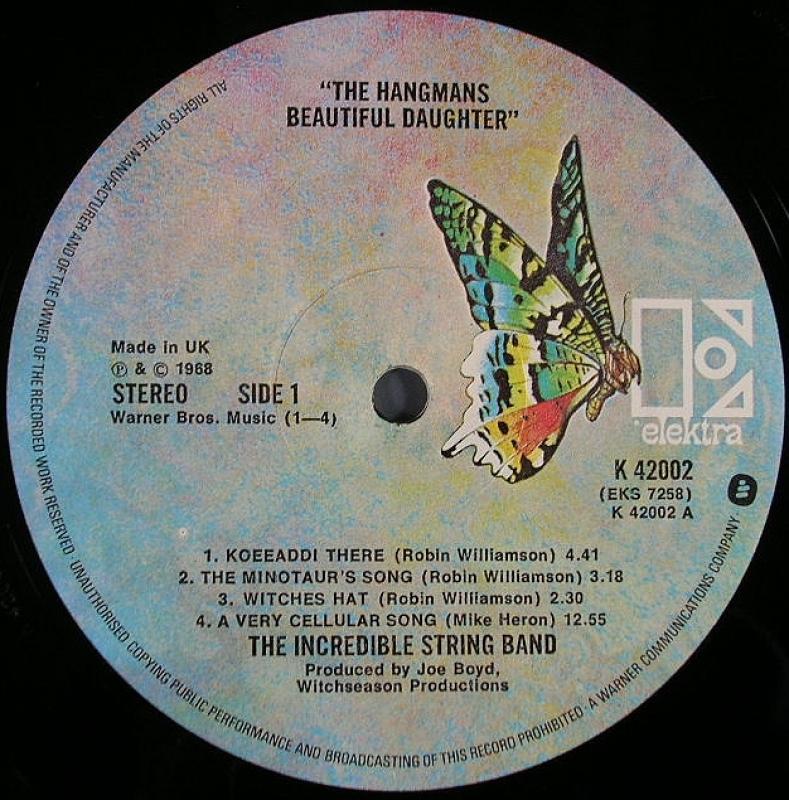 "THE HANGMANS
BEAUTIFUL DAUGHTER"
Made in UK
Ⓟ & © 1968
STEREO SIDE 1
Warner Bros. Music (1—4)
elektra
K 42002
(EKS 7258)
K 42002 A
1. KOEEADDI THERE (Robin Williamson) 4.41
2. THE MINOTAUR'S SONG (Robin Williamson) 3.18
3. WITCHES HAT (Robin Williamson) 2.30
4. A VERY CELLULAR SONG (Mike Heron) 12.55
THE INCREDIBLE STRING BAND
Produced by Joe Boyd,
Witchseason Productions
ALL RIGHTS OF THE MANUFACTURER AND OF THE OWNER OF THE RECORDED WORK RESERVED · UNAUTHORISED COPYING PUBLIC PERFORMANCE AND BROADCASTING OF THIS RECORD PROHIBITED · A WARNER COMMUNICATIONS COMPANY ·